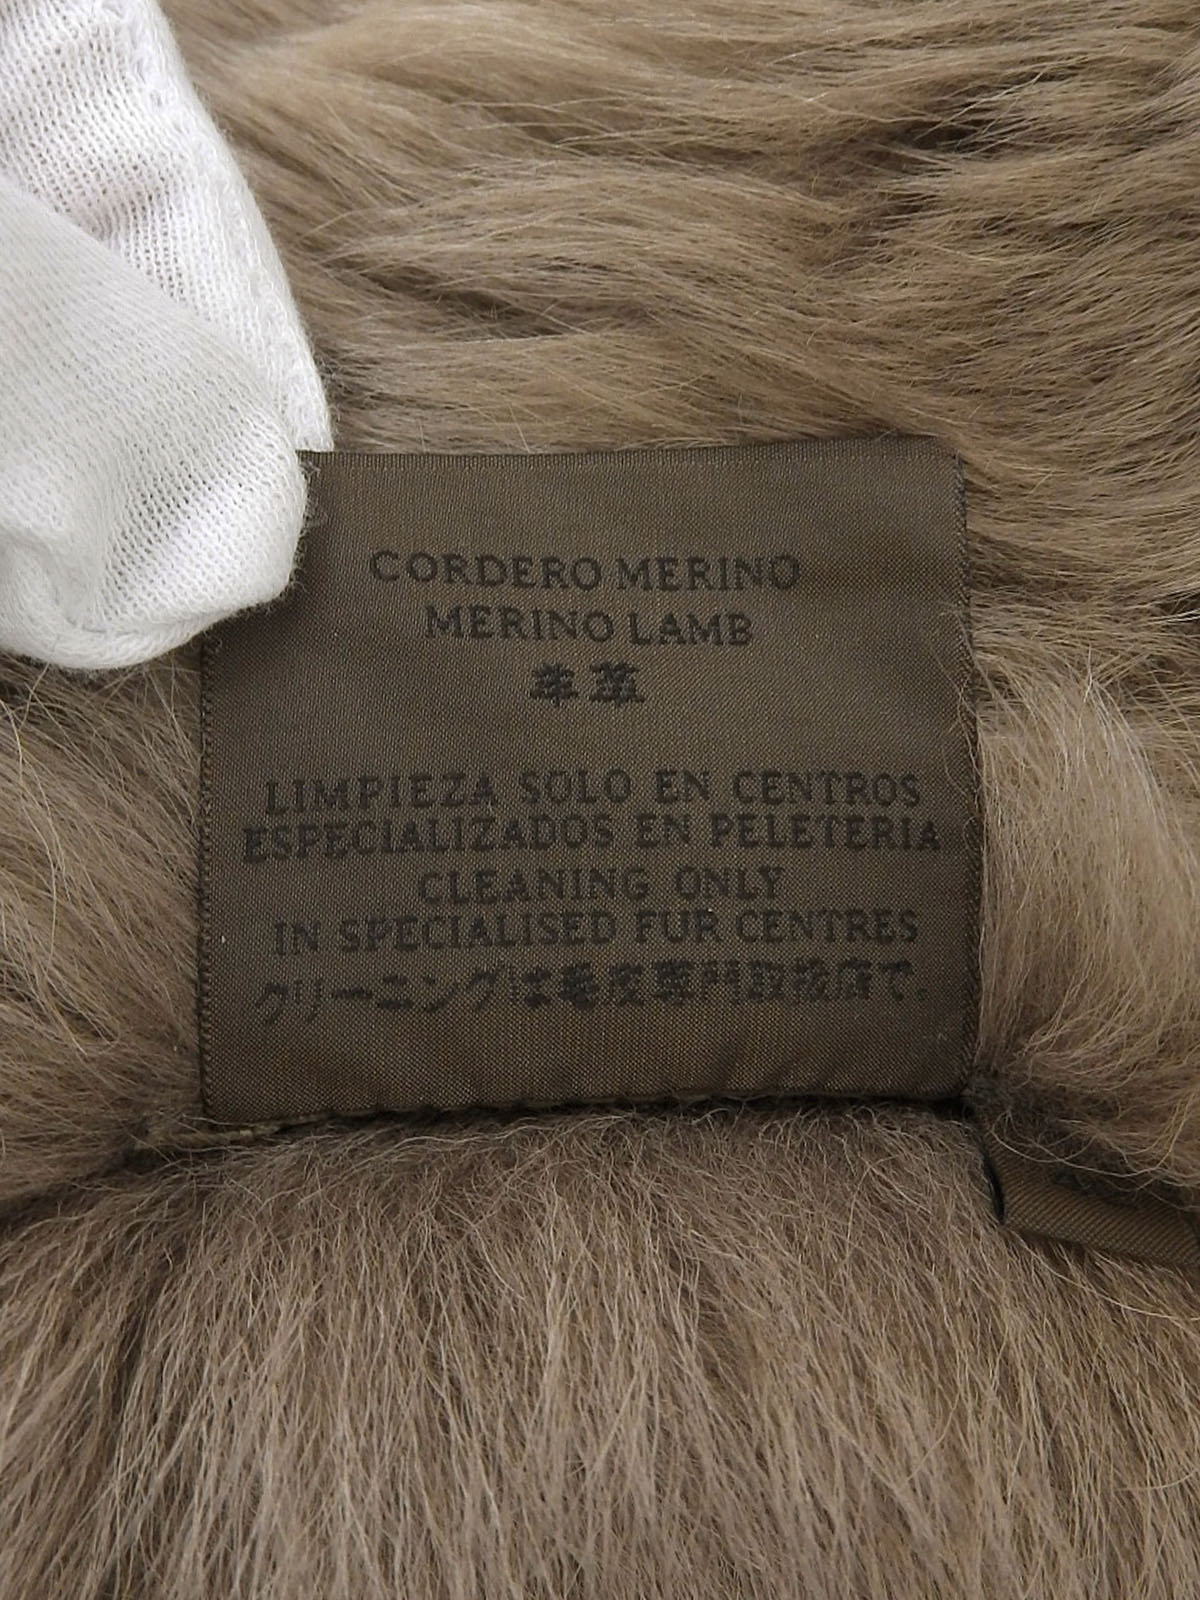 CORDERO MERINO
MERINO LAMB
羊革
LIMPIEZA SOLO EN CENTROS
ESPECIALIZADOS EN PELETERIA
CLEANING ONLY
IN SPECIALISED FUR CENTRES
クリーニングは毛皮専門取扱店で。